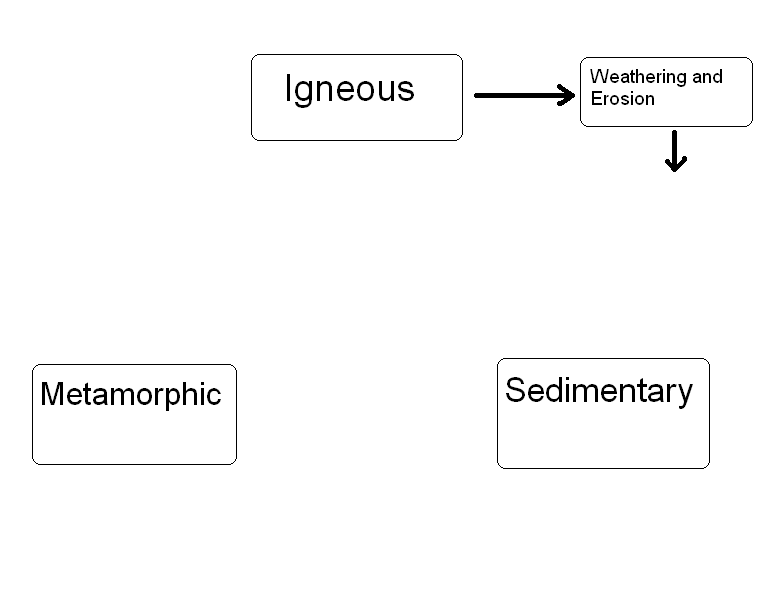 Igneous
Weathering and
Erosion
Metamorphic
Sedimentary